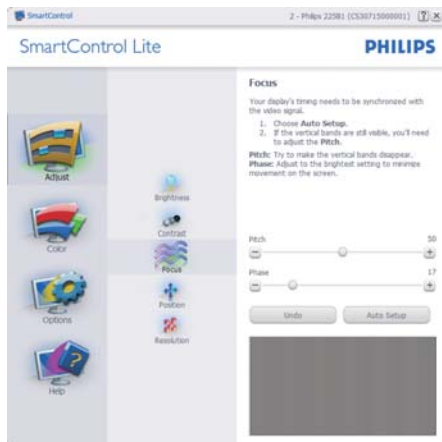 SmartControl
2 - Philips 225B1 (CS30715000001)
SmartControl Lite
PHILIPS
Adjust
Color
Options
Help
Brightness
Contrast
Focus
Position
Resolution
Focus
Your display's timing needs to be synchronized with
the video signal.
1. Choose Auto Setup.
2. If the vertical bands are still visible, you'll need
to adjust the Pitch.
Pitch: Try to make the vertical bands disappear.
Phase: Adjust to the brightest setting to minimize
movement on the screen.
Pitch 50
Phase 17
Undo Auto Setup